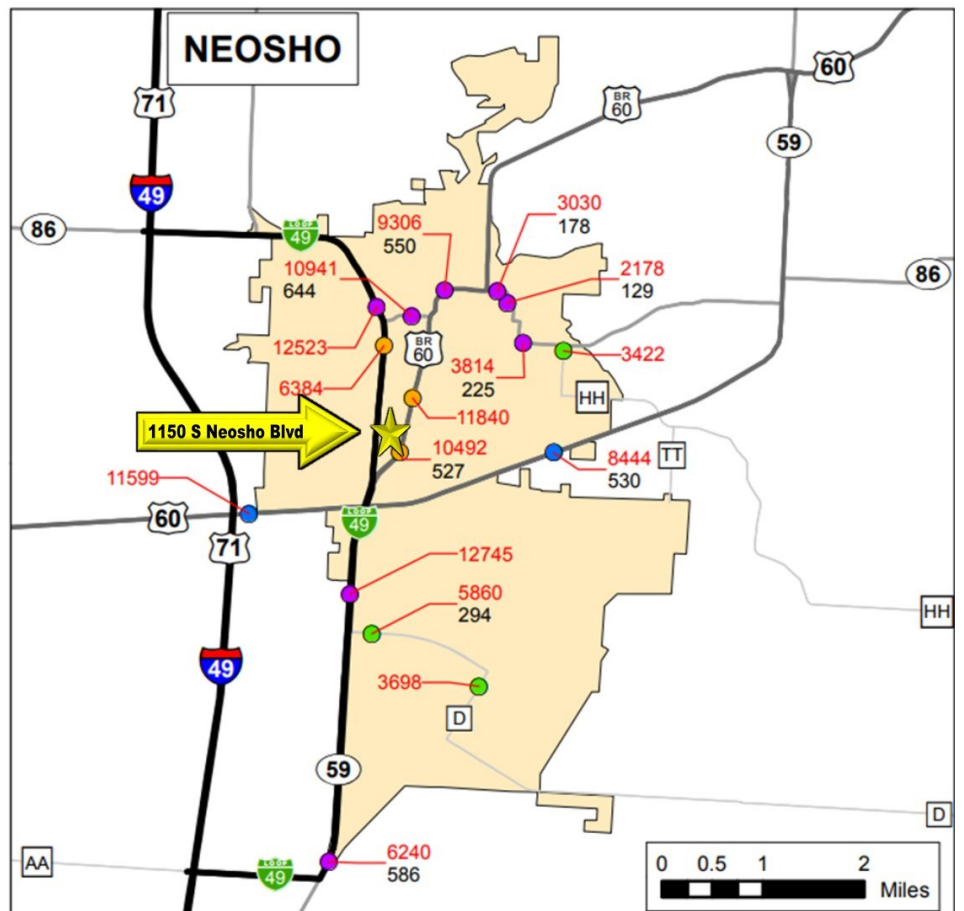 NEOSHO
71
49
86
LOOP
49
BR
60
60
59
86
9306
550
3030
178
10941
644
2178
129
12523
BR
60
3814
225
3422
6384
HH
11840
1150 S Neosho Blvd
10492
527
8444
530
TT
11599
60
71
LOOP
49
12745
5860
294
HH
49
3698
D
59
D
AA
LOOP
49
6240
586
0 0.5 1 2
Miles